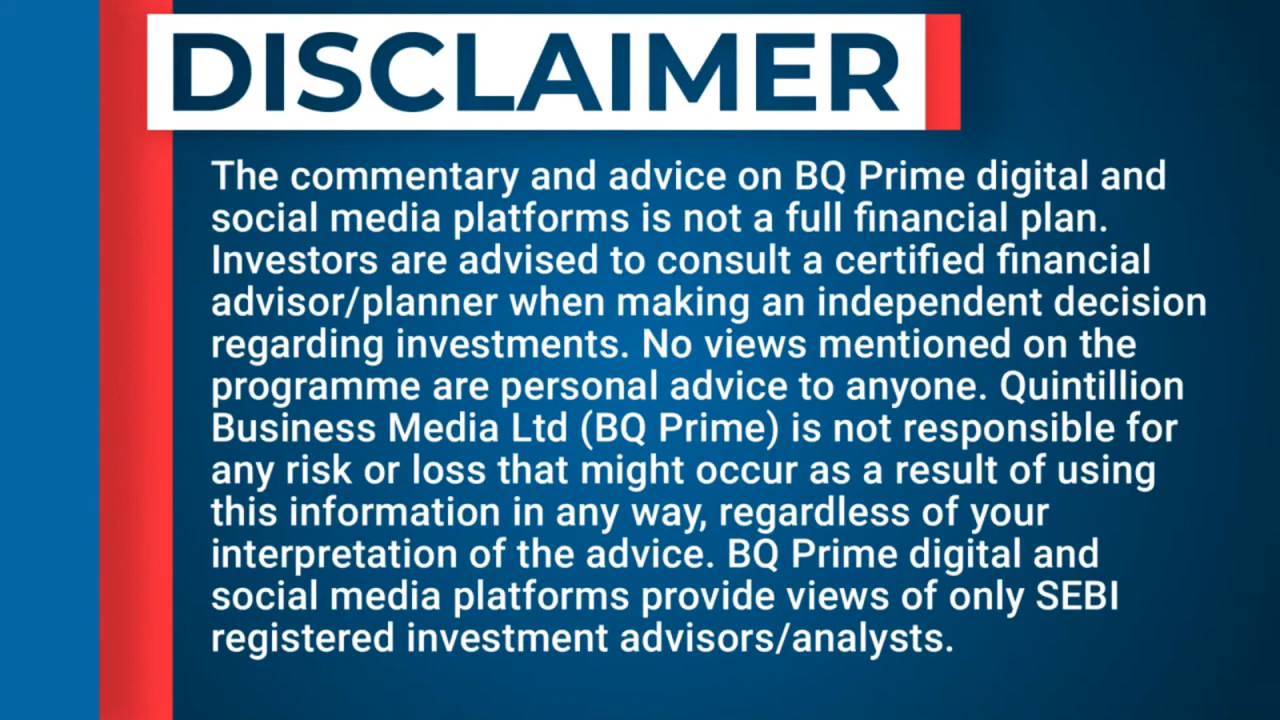 DISCLAIMER
The commentary and advice on BQ Prime digital and
social media platforms is not a full financial plan.
Investors are advised to consult a certified financial
advisor/planner when making an independent decision
regarding investments. No views mentioned on the
programme are personal advice to anyone. Quintillion
Business Media Ltd (BQ Prime) is not responsible for
any risk or loss that might occur as a result of using
this information in any way, regardless of your
interpretation of the advice. BQ Prime digital and
social media platforms provide views of only SEBI
registered investment advisors/analysts.